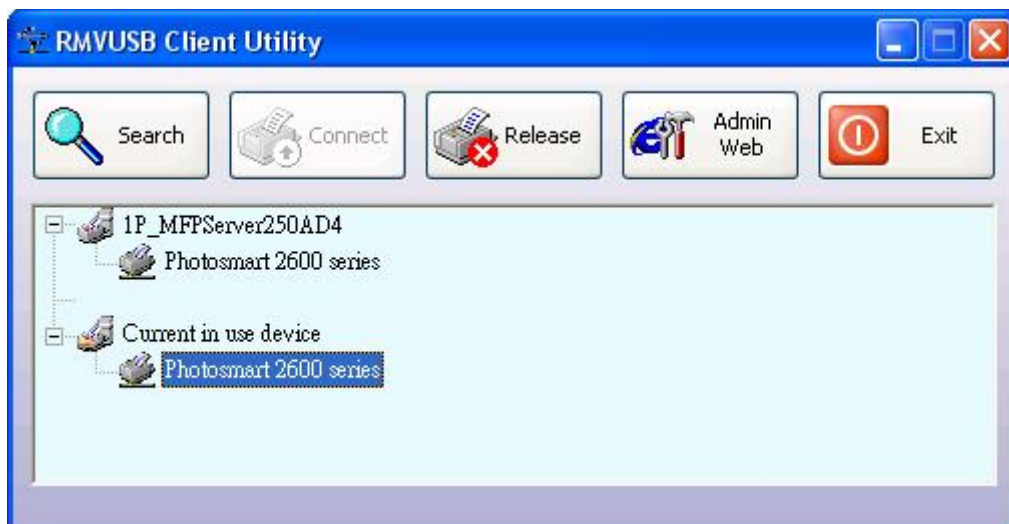 RMVUSB Client Utility
Search
Connect
Release
Admin
Web
Exit
1P_MFPServer250AD4
Photosmart 2600 series
Current in use device
Photosmart 2600 series